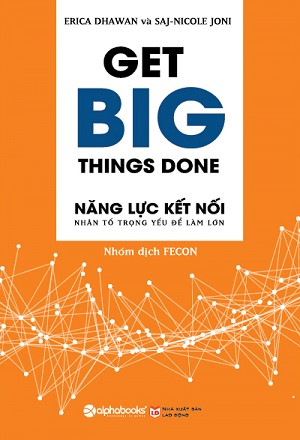 ERICA DHAWAN và SAJ-NICOLE JONI
GET
BIG
THINGS DONE
NĂNG LỰC KẾT NỐI
NHÂN TỐ TRỌNG YẾU ĐỂ LÀM LỚN
Nhóm dịch FECON
alphabooks
NHÀ XUẤT BẢN
LAO ĐỘNG